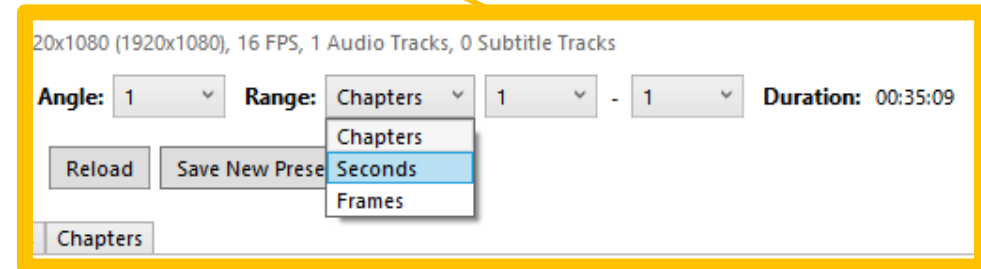 20x1080 (1920x1080), 16 FPS, 1 Audio Tracks, 0 Subtitle Tracks
Angle: 1 Range: Chapters 1 - 1 Duration: 00:35:09
Chapters
Reload Save New Prese Seconds
Frames
Chapters